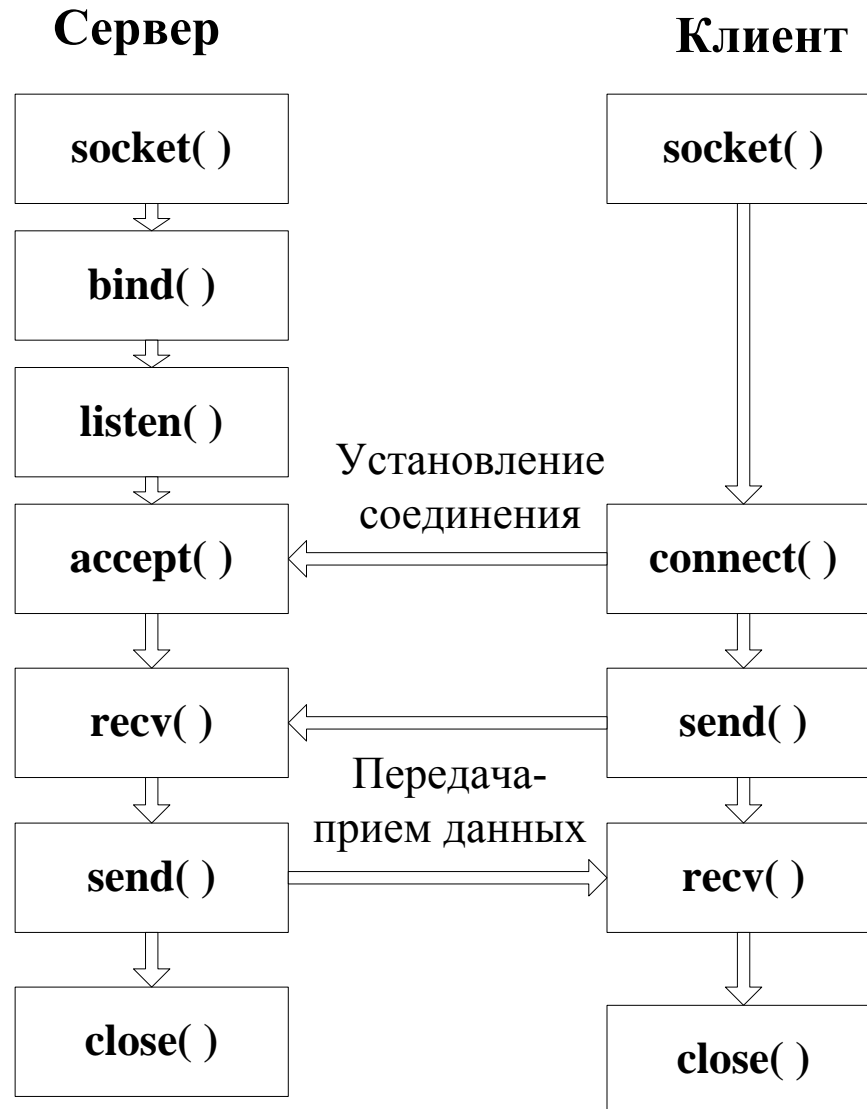 Сервер
Клиент
socket( )
socket( )
bind( )
listen( )
Установление
соединения
accept( )
connect( )
recv( )
send( )
Передача-
прием данных
send( )
recv( )
close( )
close( )